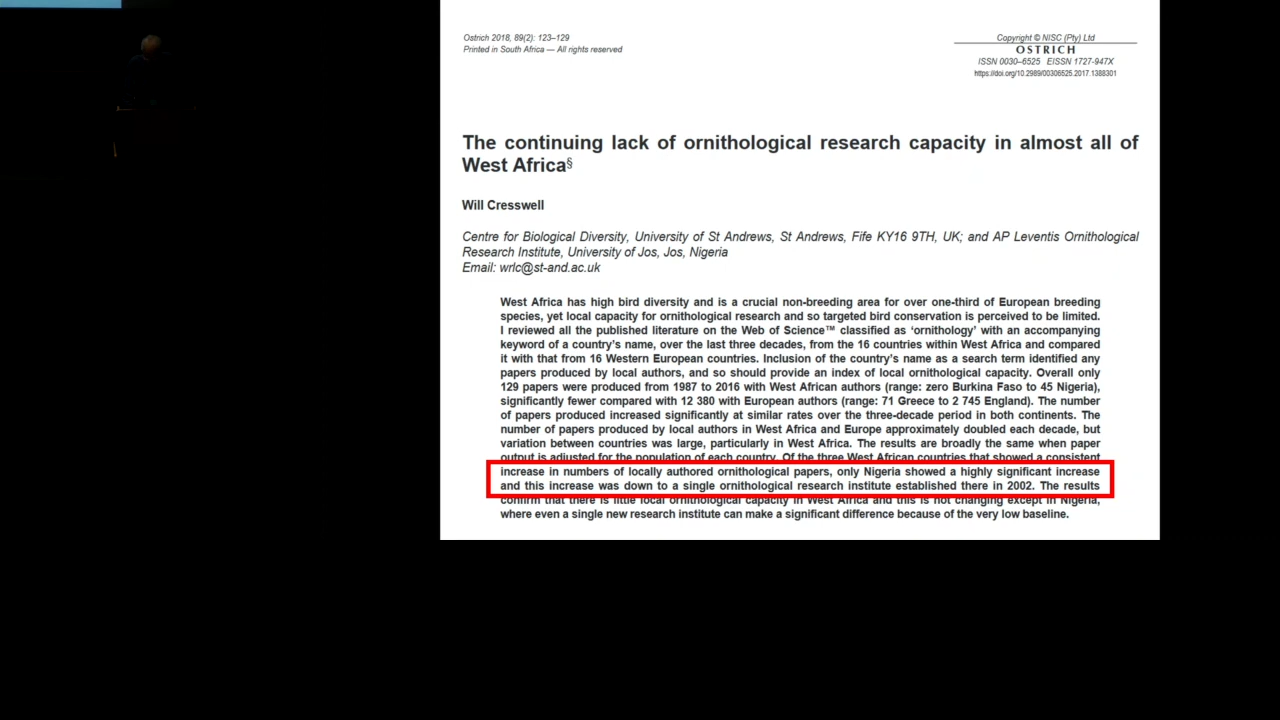 Ostrich 2018, 89(2): 123–129
Printed in South Africa — All rights reserved
Copyright © NISC (Pty) Ltd
OSTRICH
ISSN 0030–6525 EISSN 1727-947X
https://doi.org/10.2989/00306525.2017.1388301
The continuing lack of ornithological research capacity in almost all of
West Africa§
Will Cresswell
Centre for Biological Diversity, University of St Andrews, St Andrews, Fife KY16 9TH, UK; and AP Leventis Ornithological
Research Institute, University of Jos, Jos, Nigeria
Email: wrlc@st-and.ac.uk
West Africa has high bird diversity and is a crucial non-breeding area for over one-third of European breeding
species, yet local capacity for ornithological research and so targeted bird conservation is perceived to be limited.
I reviewed all the published literature on the Web of Science™ classified as ‘ornithology’ with an accompanying
keyword of a country’s name, over the last three decades, from the 16 countries within West Africa and compared
it with that from 16 Western European countries. Inclusion of the country’s name as a search term identified any
papers produced by local authors, and so should provide an index of local ornithological capacity. Overall only
129 papers were produced from 1987 to 2016 with West African authors (range: zero Burkina Faso to 45 Nigeria),
significantly fewer compared with 12 380 with European authors (range: 71 Greece to 2 745 England). The number
of papers produced increased significantly at similar rates over the three-decade period in both continents. The
number of papers produced by local authors in West Africa and Europe approximately doubled each decade, but
variation between countries was large, particularly in West Africa. The results are broadly the same when paper
output is adjusted for the population of each country. Of the three West African countries that showed a consistent
increase in numbers of locally authored ornithological papers, only Nigeria showed a highly significant increase
and this increase was down to a single ornithological research institute established there in 2002. The results
confirm that there is little local ornithological capacity in West Africa and this is not changing except in Nigeria,
where even a single new research institute can make a significant difference because of the very low baseline.